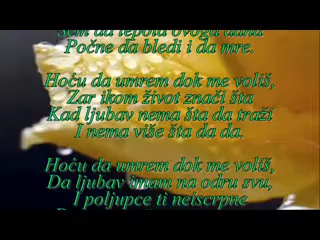 Sem da lepota ovoga dana
Počne da bledi i da mre.
Hoću da umrem dok me voliš,
Zar ikom život znači šta
Kad ljubav nema šta da traži
I nema više šta da da.
Hoću da umrem dok me voliš,
Da ljubav imam na odru svu,
I poljupce ti neiscrpne